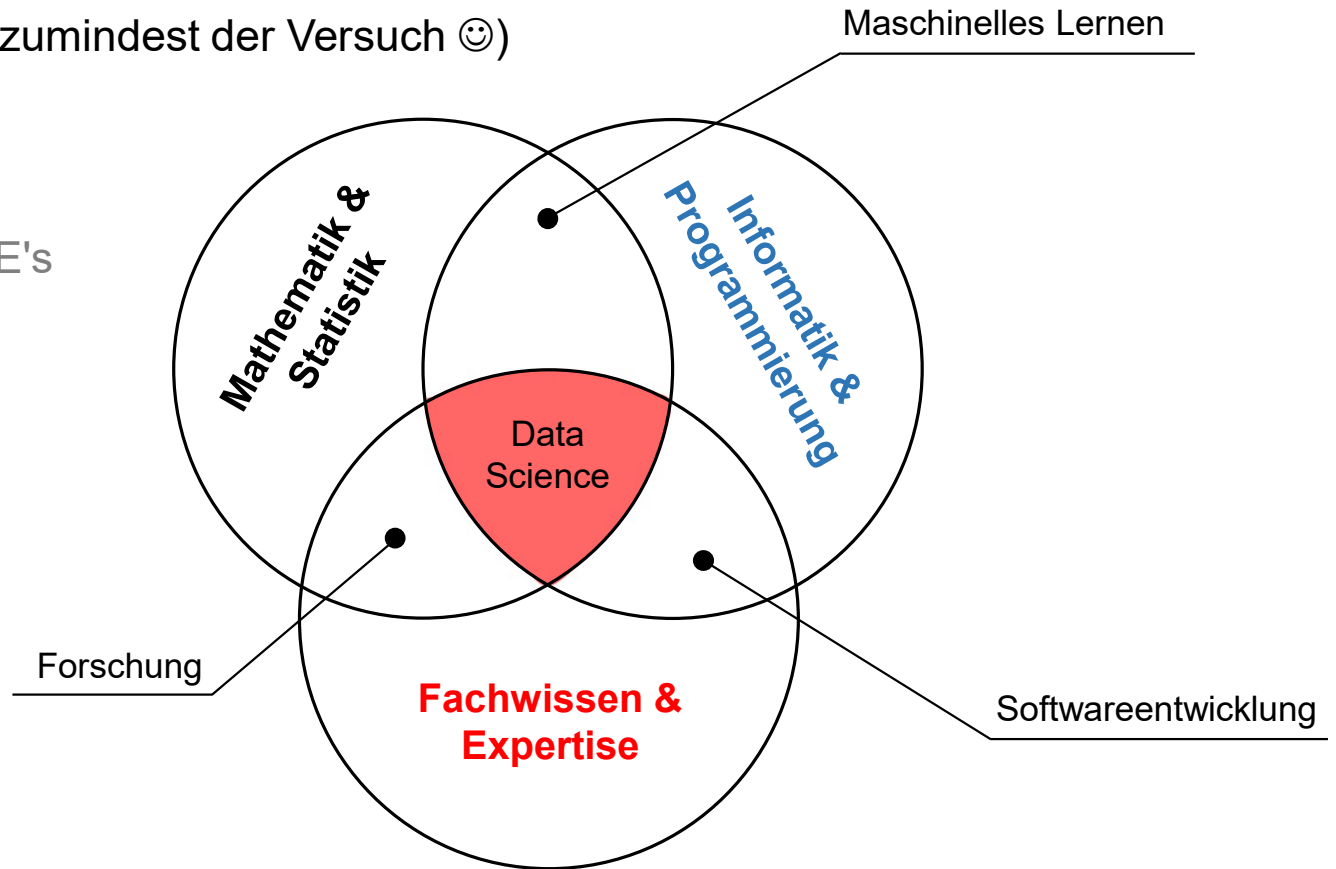 zumindest der Versuch ☺)
Maschinelles Lernen
E's
Mathematik &
Statistik
Informatik &
Programmierung
Data
Science
Forschung
Fachwissen &
Expertise
Softwareentwicklung